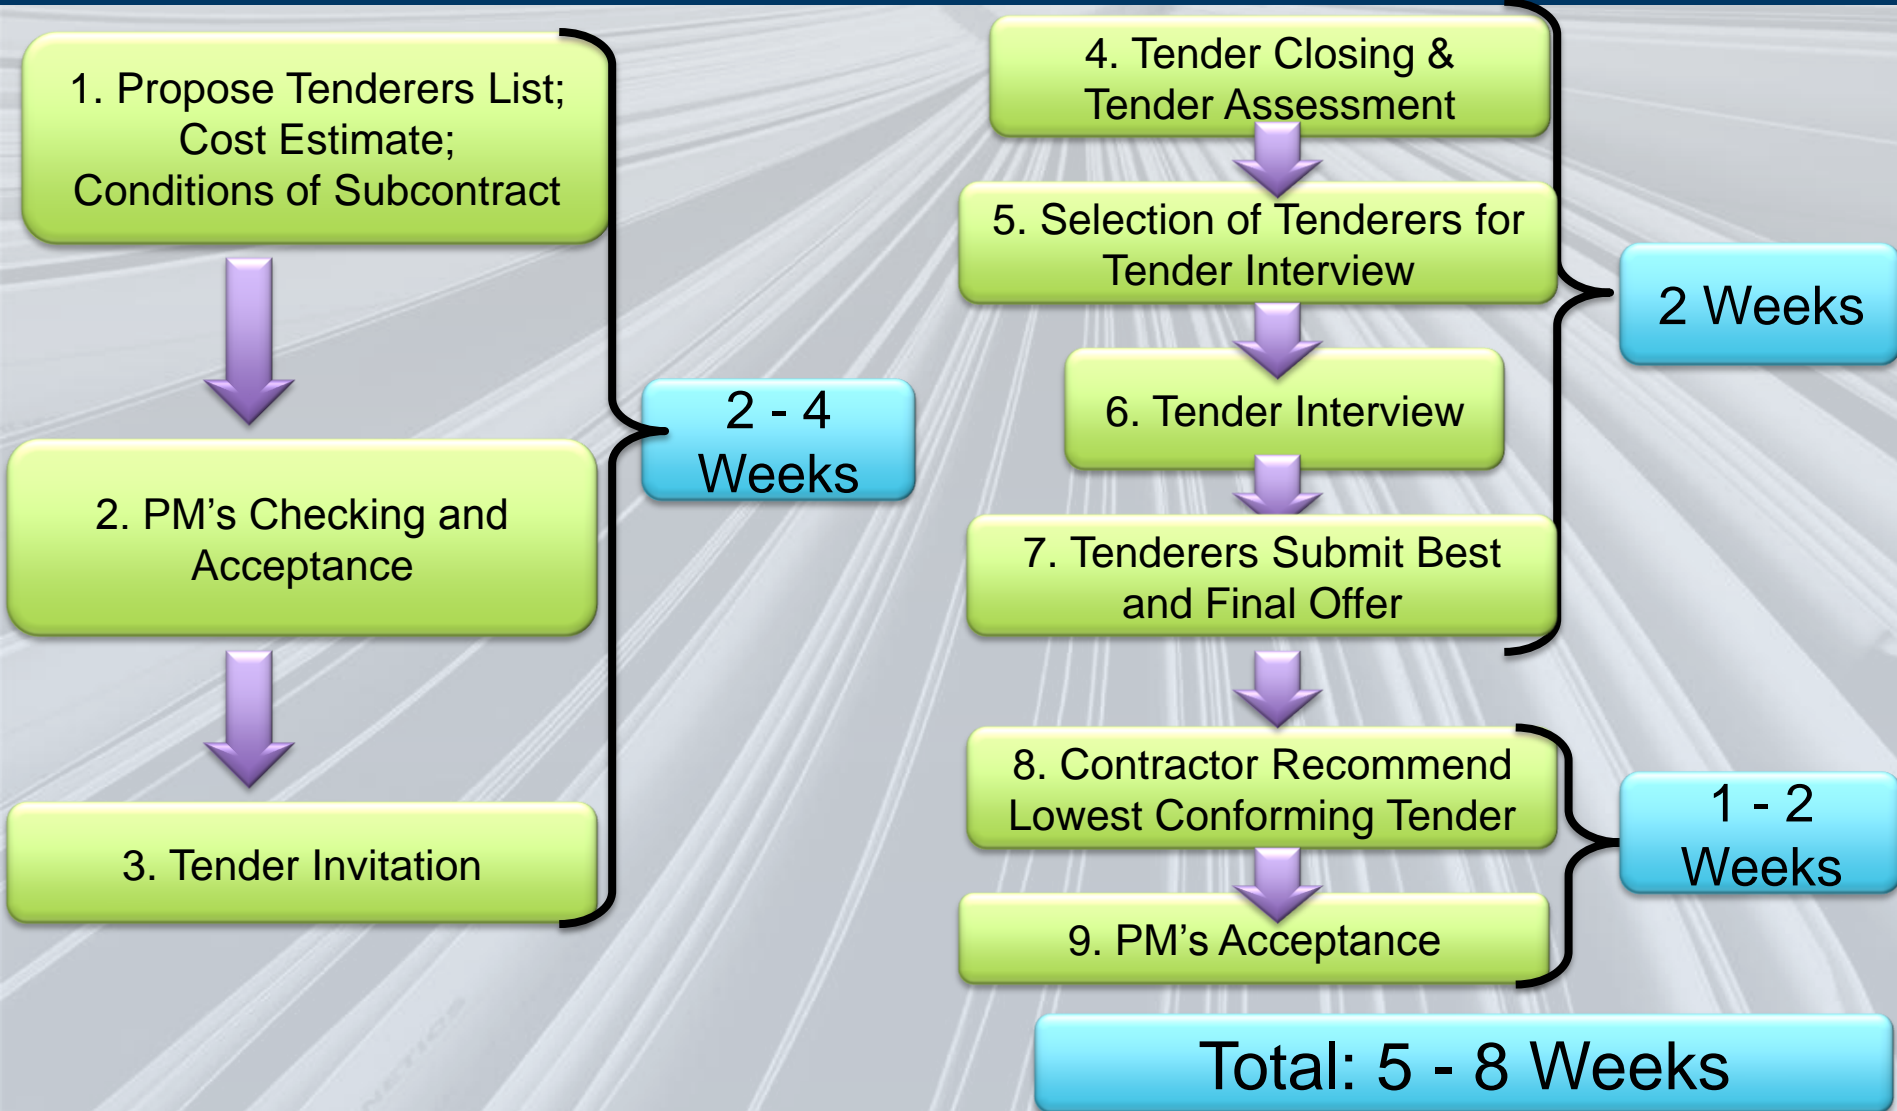 1. Propose Tenderers List;
Cost Estimate;
Conditions of Subcontract
2. PM’s Checking and
Acceptance
3. Tender Invitation
2 - 4
Weeks
4. Tender Closing &
Tender Assessment
5. Selection of Tenderers for
Tender Interview
6. Tender Interview
7. Tenderers Submit Best
and Final Offer
2 Weeks
8. Contractor Recommend
Lowest Conforming Tender
9. PM’s Acceptance
1 - 2
Weeks
Total: 5 - 8 Weeks